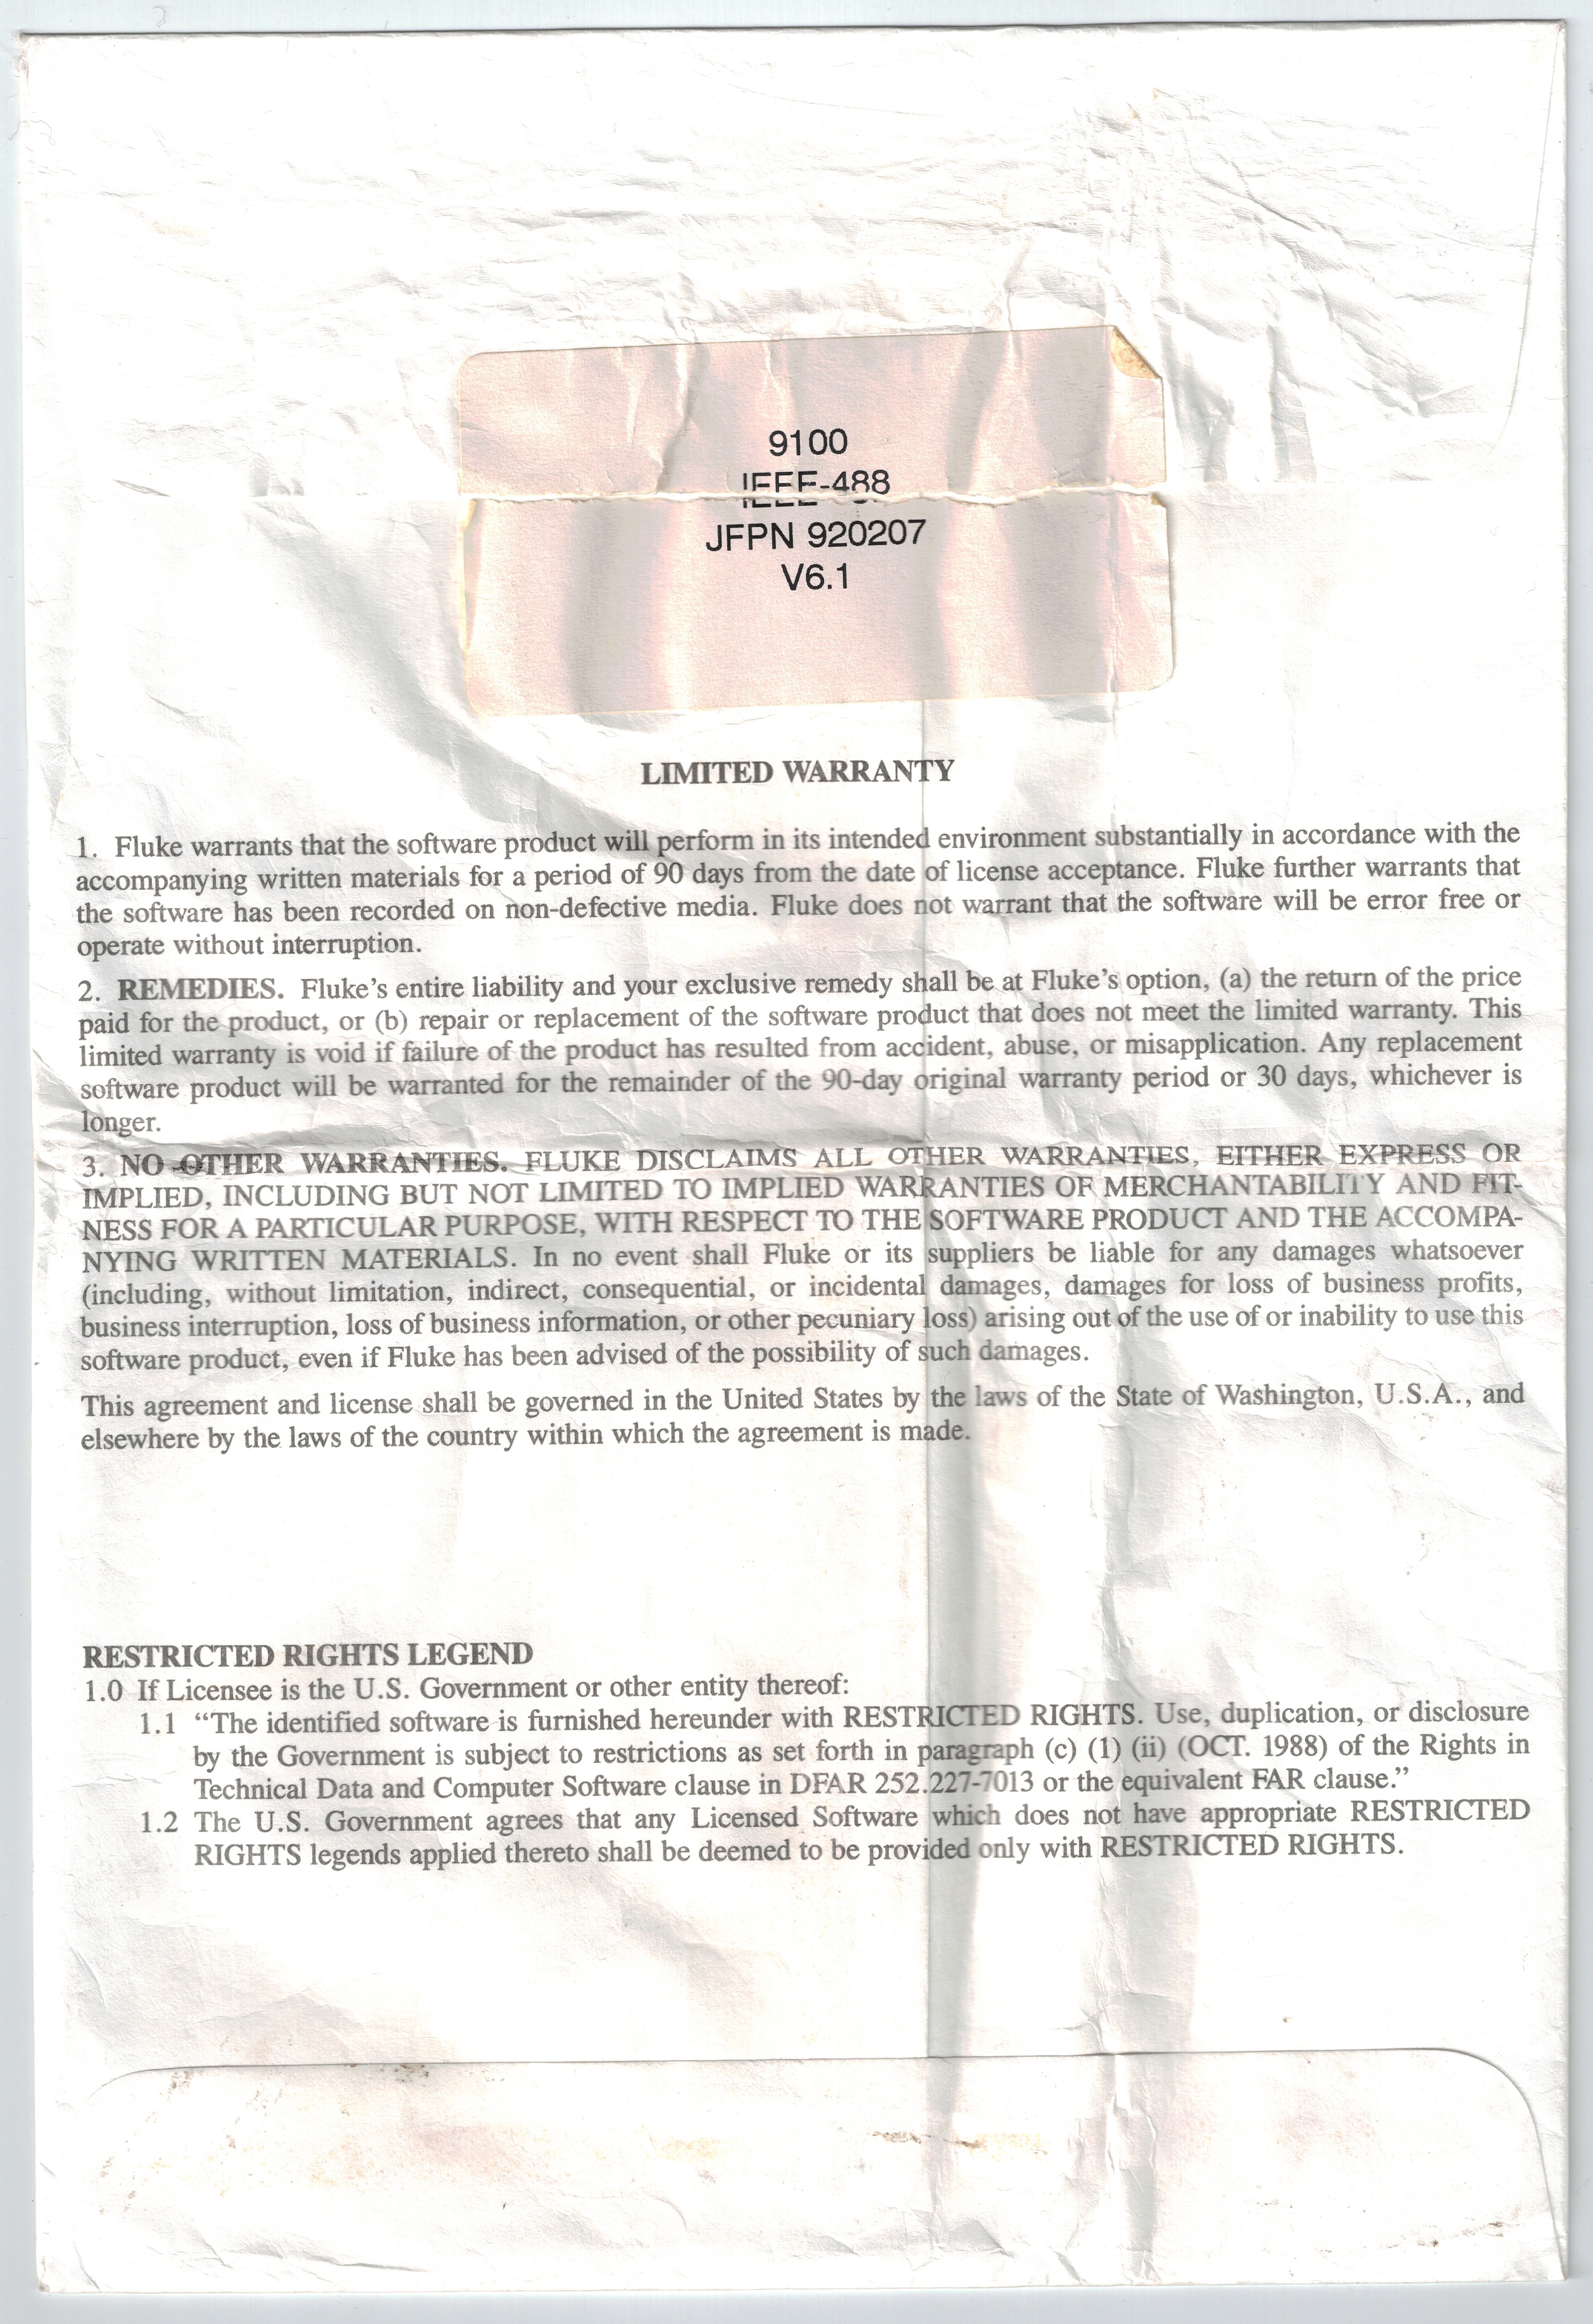 9100
IEEE-488
JFPN 920207
V6.1
LIMITED WARRANTY
1. Fluke warrants that the software product will perform in its intended environment substantially in accordance with the
accompanying written materials for a period of 90 days from the date of license acceptance. Fluke further warrants that
the software has been recorded on non-defective media. Fluke does not warrant that the software will be error free or
operate without interruption.
2. REMEDIES. Fluke’s entire liability and your exclusive remedy shall be at Fluke’s option, (a) the return of the price
paid for the product, or (b) repair or replacement of the software product that does not meet the limited warranty. This
limited warranty is void if failure of the product has resulted from accident, abuse, or misapplication. Any replacement
software product will be warranted for the remainder of the 90-day original warranty period or 30 days, whichever is
longer.
3. NO OTHER WARRANTIES. FLUKE DISCLAIMS ALL OTHER WARRANTIES, EITHER EXPRESS OR
IMPLIED, INCLUDING BUT NOT LIMITED TO IMPLIED WARRANTIES OF MERCHANTABILITY AND FIT-
NESS FOR A PARTICULAR PURPOSE, WITH RESPECT TO THE SOFTWARE PRODUCT AND THE ACCOMPA-
NYING WRITTEN MATERIALS. In no event shall Fluke or its suppliers be liable for any damages whatsoever
(including, without limitation, indirect, consequential, or incidental damages, damages for loss of business profits,
business interruption, loss of business information, or other pecuniary loss) arising out of the use of or inability to use this
software product, even if Fluke has been advised of the possibility of such damages.
This agreement and license shall be governed in the United States by the laws of the State of Washington, U.S.A., and
elsewhere by the laws of the country within which the agreement is made.
RESTRICTED RIGHTS LEGEND
1.0 If Licensee is the U.S. Government or other entity thereof:
1.1 “The identified software is furnished hereunder with RESTRICTED RIGHTS. Use, duplication, or disclosure
by the Government is subject to restrictions as set forth in paragraph (c) (1) (ii) (OCT. 1988) of the Rights in
Technical Data and Computer Software clause in DFAR 252.227-7013 or the equivalent FAR clause.”
1.2 The U.S. Government agrees that any Licensed Software which does not have appropriate RESTRICTED
RIGHTS legends applied thereto shall be deemed to be provided only with RESTRICTED RIGHTS.